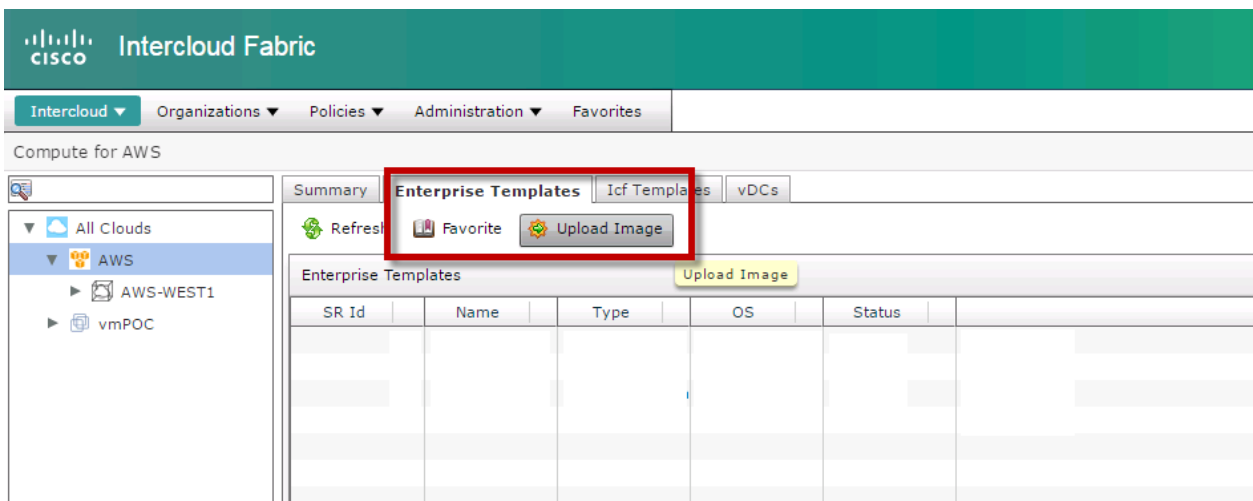 CISCO Intercloud Fabric
Intercloud Organizations Policies Administration Favorites
Compute for AWS
Summary Enterprise Templates Icf Templates vDCs
Refresh Favorite Upload Image
All Clouds
AWS
AWS-WEST1
vmPOC
Enterprise Templates
Upload Image
SR Id Name Type OS Status